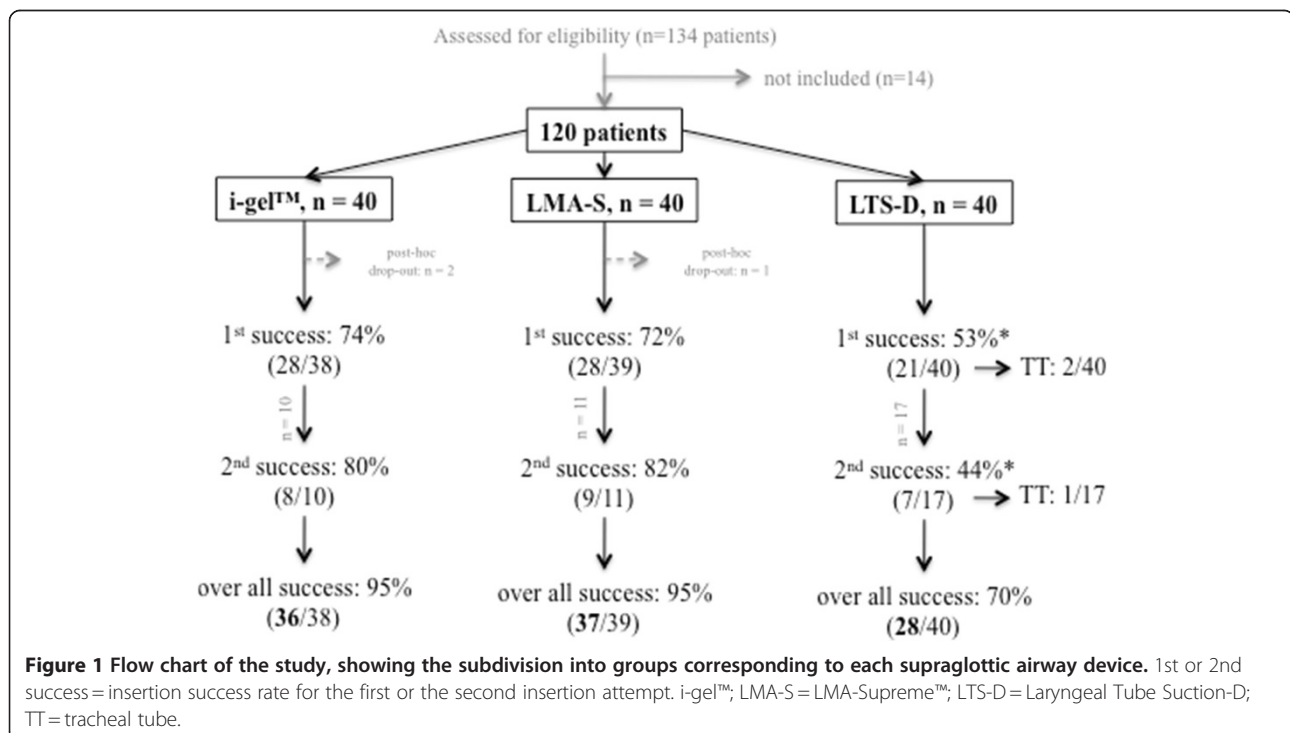 Assessed for eligibility (n=134 patients)
not included (n=14)
120 patients
i-gel™, n = 40
LMA-S, n = 40
LTS-D, n = 40
post-hoc
drop-out: n = 2
post-hoc
drop-out: n = 1
1st success: 74%
(28/38)
1st success: 72%
(28/39)
1st success: 53%*
(21/40)
TT: 2/40
n = 10
n = 11
n = 17
2nd success: 80%
(8/10)
2nd success: 82%
(9/11)
2nd success: 44%*
(7/17)
TT: 1/17
over all success: 95%
(36/38)
over all success: 95%
(37/39)
over all success: 70%
(28/40)
Figure 1 Flow chart of the study, showing the subdivision into groups corresponding to each supraglottic airway device. 1st or 2nd
success = insertion success rate for the first or the second insertion attempt. i-gel™; LMA-S = LMA-Supreme™; LTS-D = Laryngeal Tube Suction-D;
TT = tracheal tube.